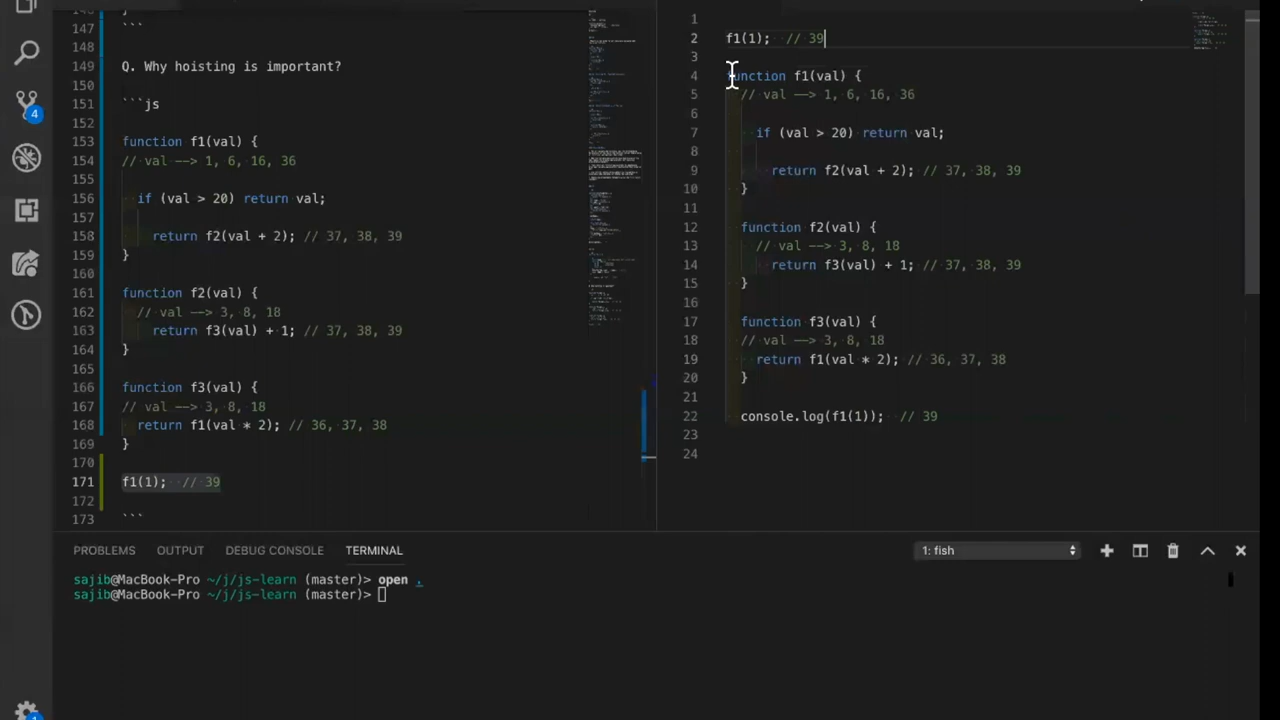 146
147 ```
148
149 Q. Why hoisting is important?
150
151 ```js
152
153 function f1(val) {
154 // val ––> 1, 6, 16, 36
155
156 if (val > 20) return val;
157
158 return f2(val + 2); // 37, 38, 39
159 }
160
161 function f2(val) {
162 // val ––> 3, 8, 18
163 return f3(val) + 1; // 37, 38, 39
164 }
165
166 function f3(val) {
167 // val ––> 3, 8, 18
168 return f1(val * 2); // 36, 37, 38
169 }
170
171 f1(1); // 39
172
173 ```
1
2 f1(1); // 39
3
4 function f1(val) {
5 // val ––> 1, 6, 16, 36
6
7 if (val > 20) return val;
8
9 return f2(val + 2); // 37, 38, 39
10 }
11
12 function f2(val) {
13 // val ––> 3, 8, 18
14 return f3(val) + 1; // 37, 38, 39
15 }
16
17 function f3(val) {
18 // val ––> 3, 8, 18
19 return f1(val * 2); // 36, 37, 38
20 }
21
22 console.log(f1(1)); // 39
23
24
4
1
PROBLEMS OUTPUT DEBUG CONSOLE TERMINAL 1: fish
sajib@MacBook-Pro ~/j/js-learn (master)> open .
sajib@MacBook-Pro ~/j/js-learn (master)>